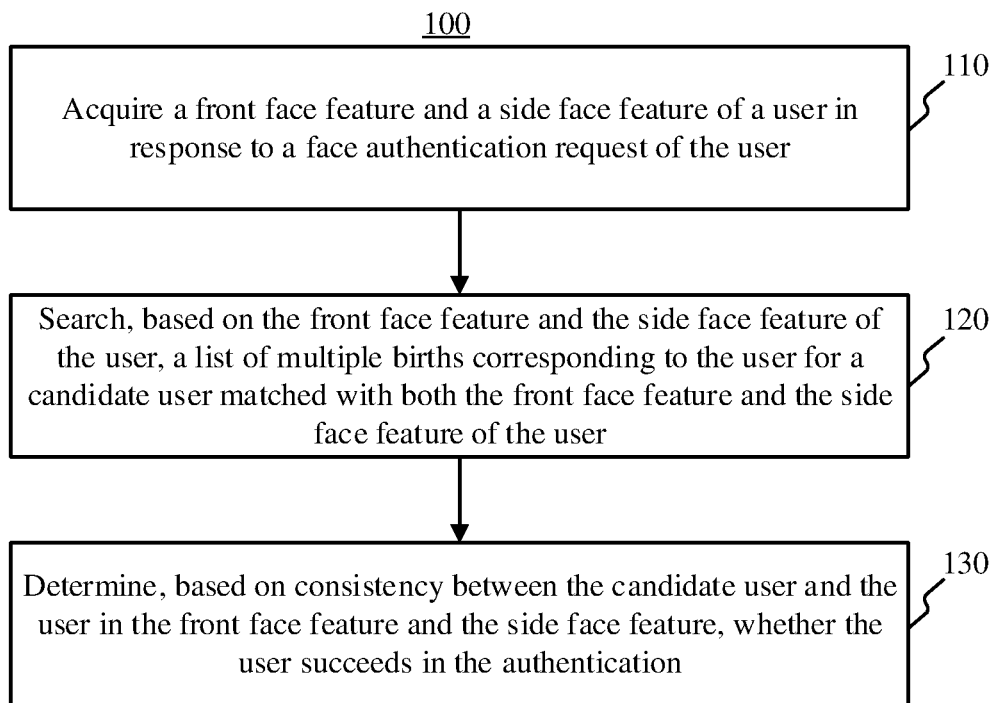 100
110
Acquire a front face feature and a side face feature of a user in
response to a face authentication request of the user
120
Search, based on the front face feature and the side face feature of
the user, a list of multiple births corresponding to the user for a
candidate user matched with both the front face feature and the side
face feature of the user
130
Determine, based on consistency between the candidate user and the
user in the front face feature and the side face feature, whether the
user succeeds in the authentication